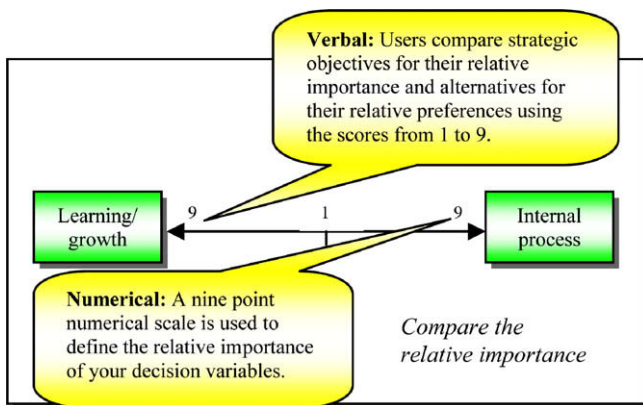 Verbal: Users compare strategic
objectives for their relative
importance and alternatives for
their relative preferences using
the scores from 1 to 9.
Learning/
growth
9
1
9
Internal
process
Numerical: A nine point
numerical scale is used to
define the relative importance
of your decision variables.
Compare the
relative importance